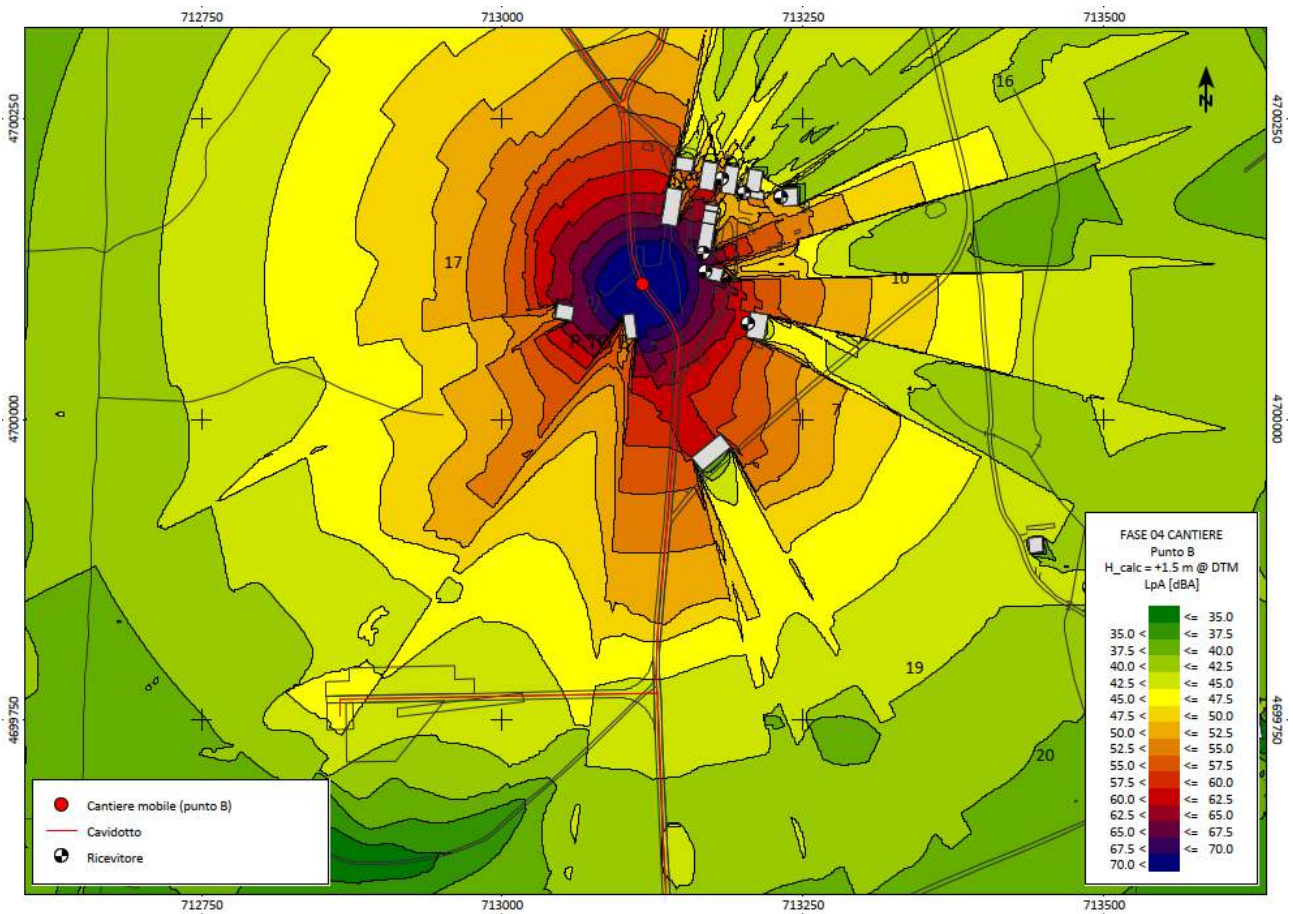 712750 713000 713250 713500
4700250 4700250
16
17
10
P.TO B
7
4700000 4700000
19
4699750 4699750
20
FASE 04 CANTIERE
Punto B
H_calc = +1.5 m @ DTM
LpA [dBA]
<= 35.0
35.0 < <= 37.5
37.5 < <= 40.0
40.0 < <= 42.5
42.5 < <= 45.0
45.0 < <= 47.5
47.5 < <= 50.0
50.0 < <= 52.5
52.5 < <= 55.0
55.0 < <= 57.5
57.5 < <= 60.0
60.0 < <= 62.5
62.5 < <= 65.0
65.0 < <= 67.5
67.5 < <= 70.0
70.0 <
Cantiere mobile (punto B)
Cavidotto
Ricevitore
N
712750 713000 713250 713500